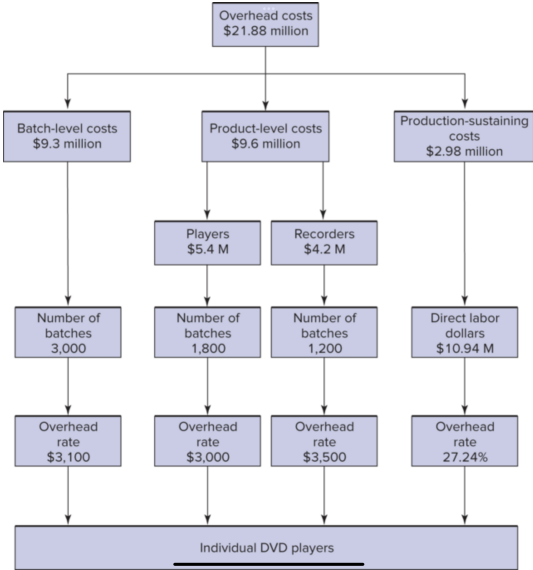 Overhead costs
$21.88 million
Batch-level costs
$9.3 million
Product-level costs
$9.6 million
Production-sustaining
costs
$2.98 million
Players
$5.4 M
Recorders
$4.2 M
Number of
batches
3,000
Number of
batches
1,800
Number of
batches
1,200
Direct labor
dollars
$10.94 M
Overhead
rate
$3,100
Overhead
rate
$3,000
Overhead
rate
$3,500
Overhead
rate
27.24%
Individual DVD players